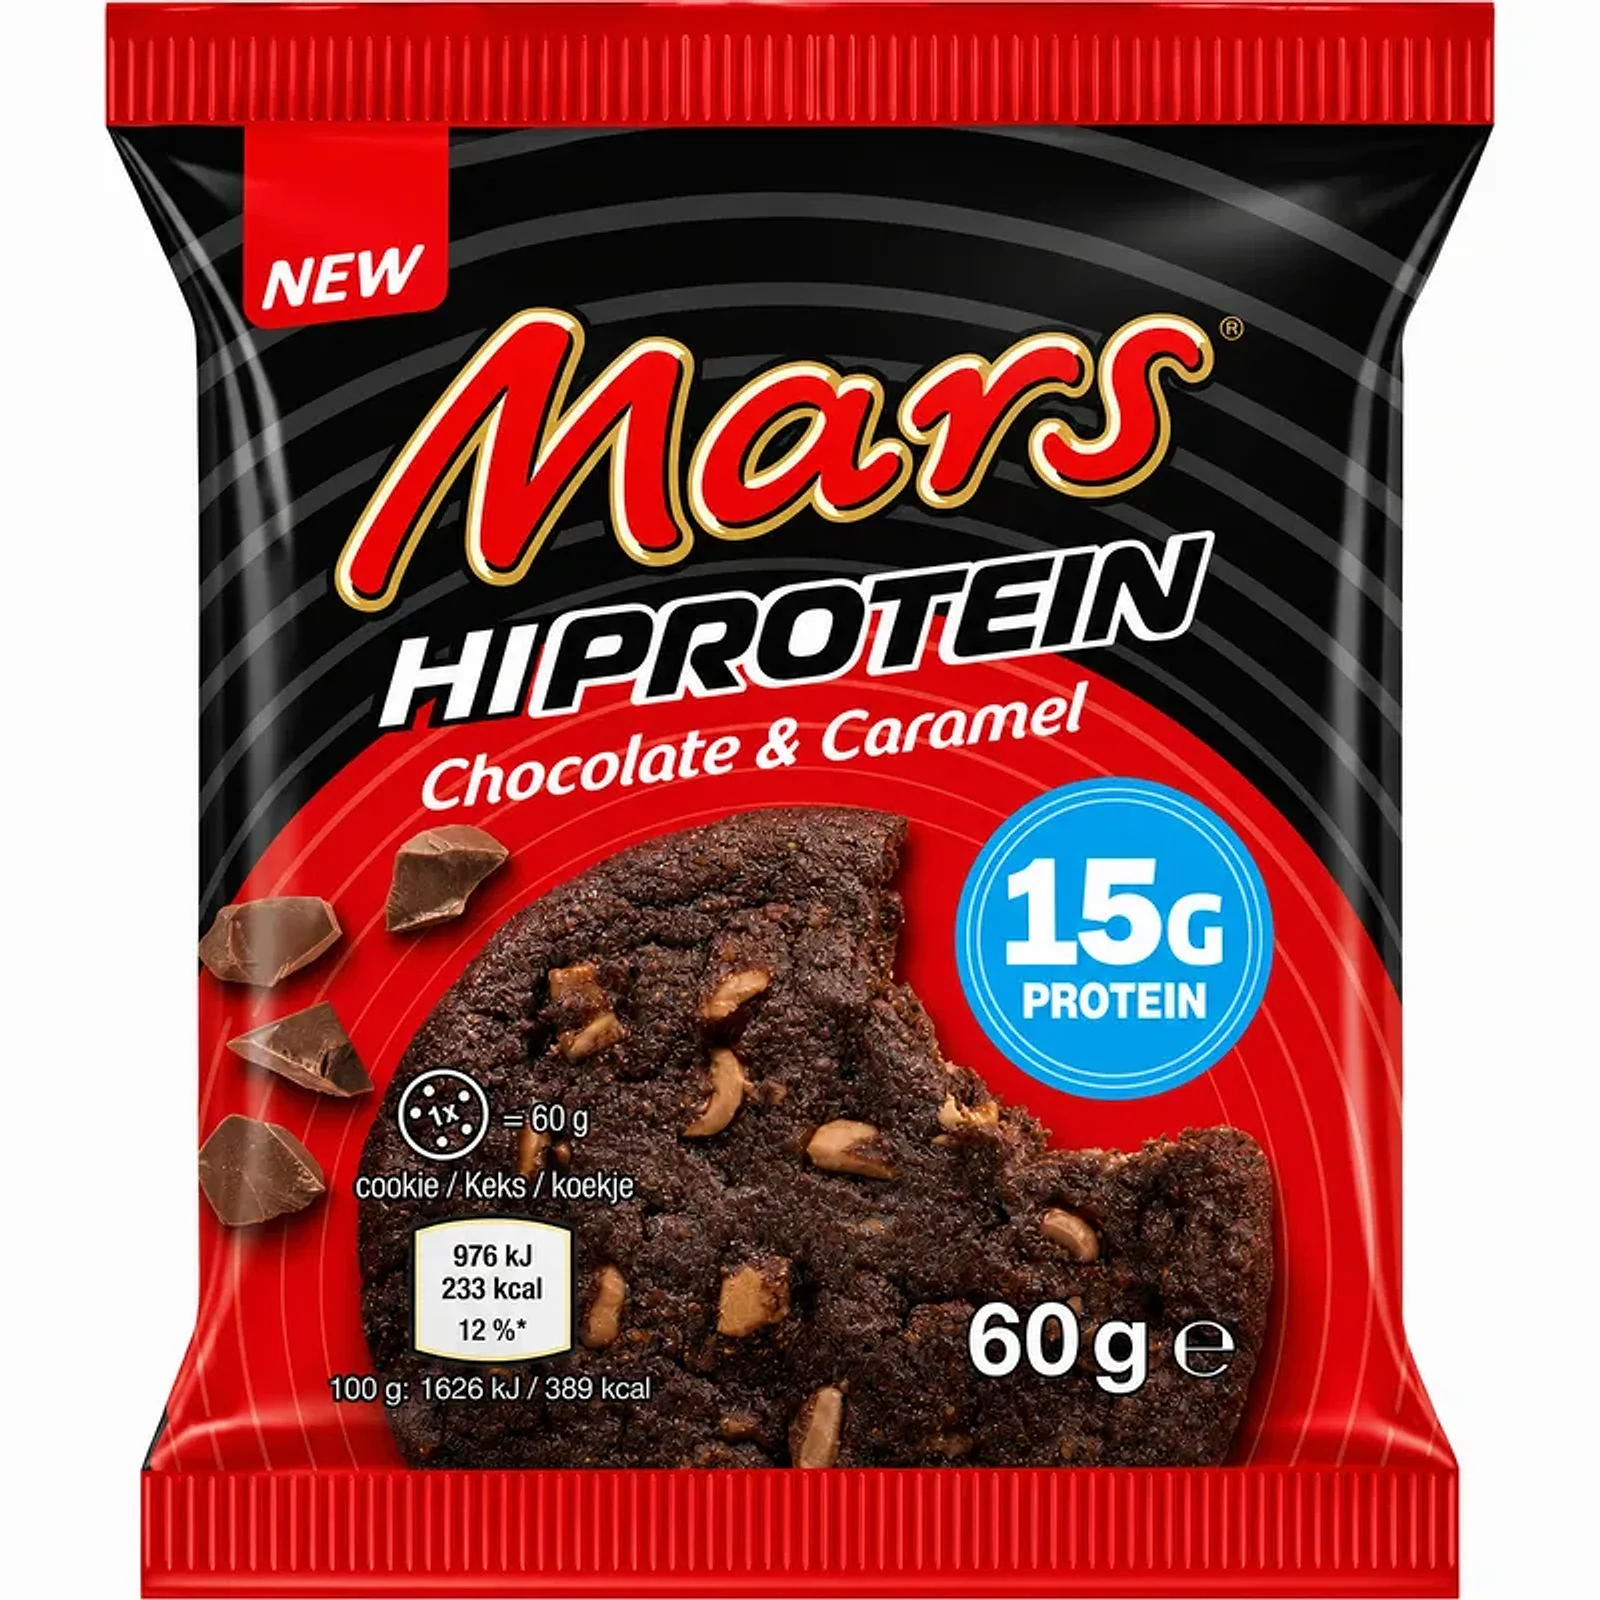 NEW
Mars®
HIPROTEIN
Chocolate & Caramel
15G
PROTEIN
1x = 60 g
cookie / Keks / koekje
976 kJ
233 kcal
12 %*
100 g: 1626 kJ / 389 kcal
60 g ℮